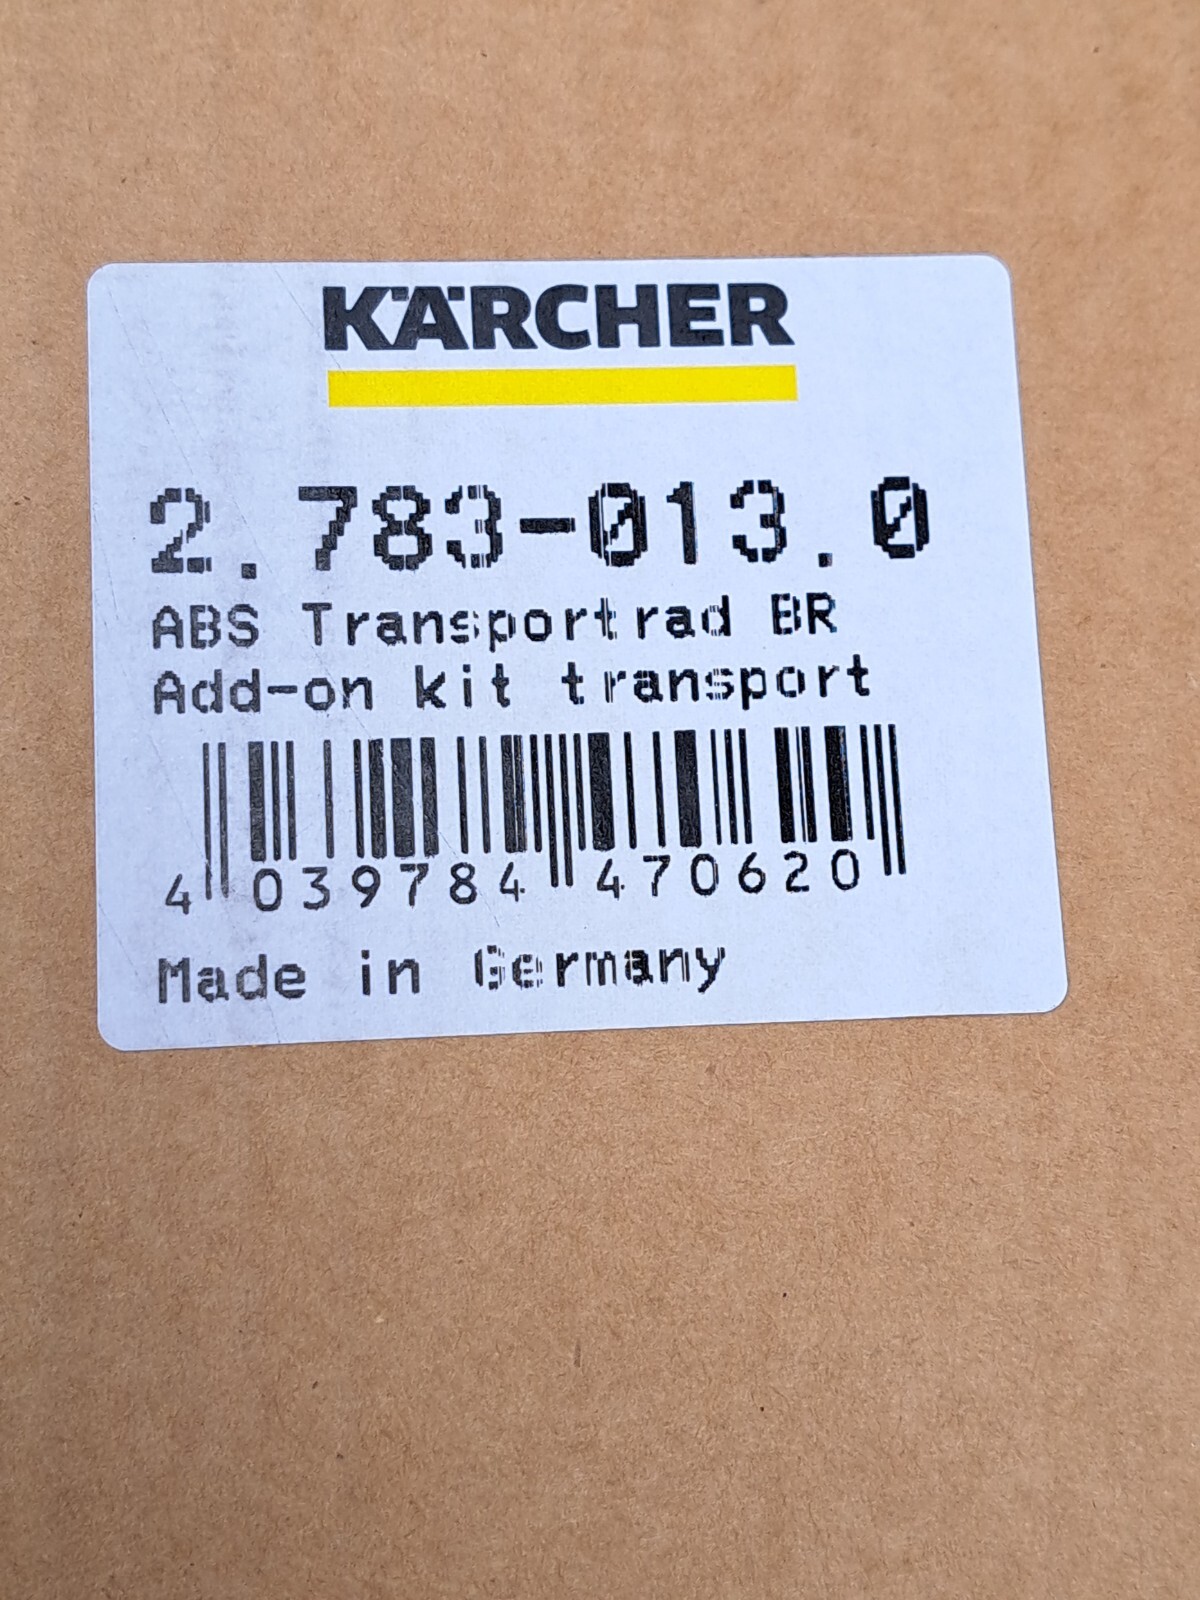 KÄRCHER
2.783-013.0
ABS Transportrad BR
Add-on kit transport
4 039784 470620
Made in Germany